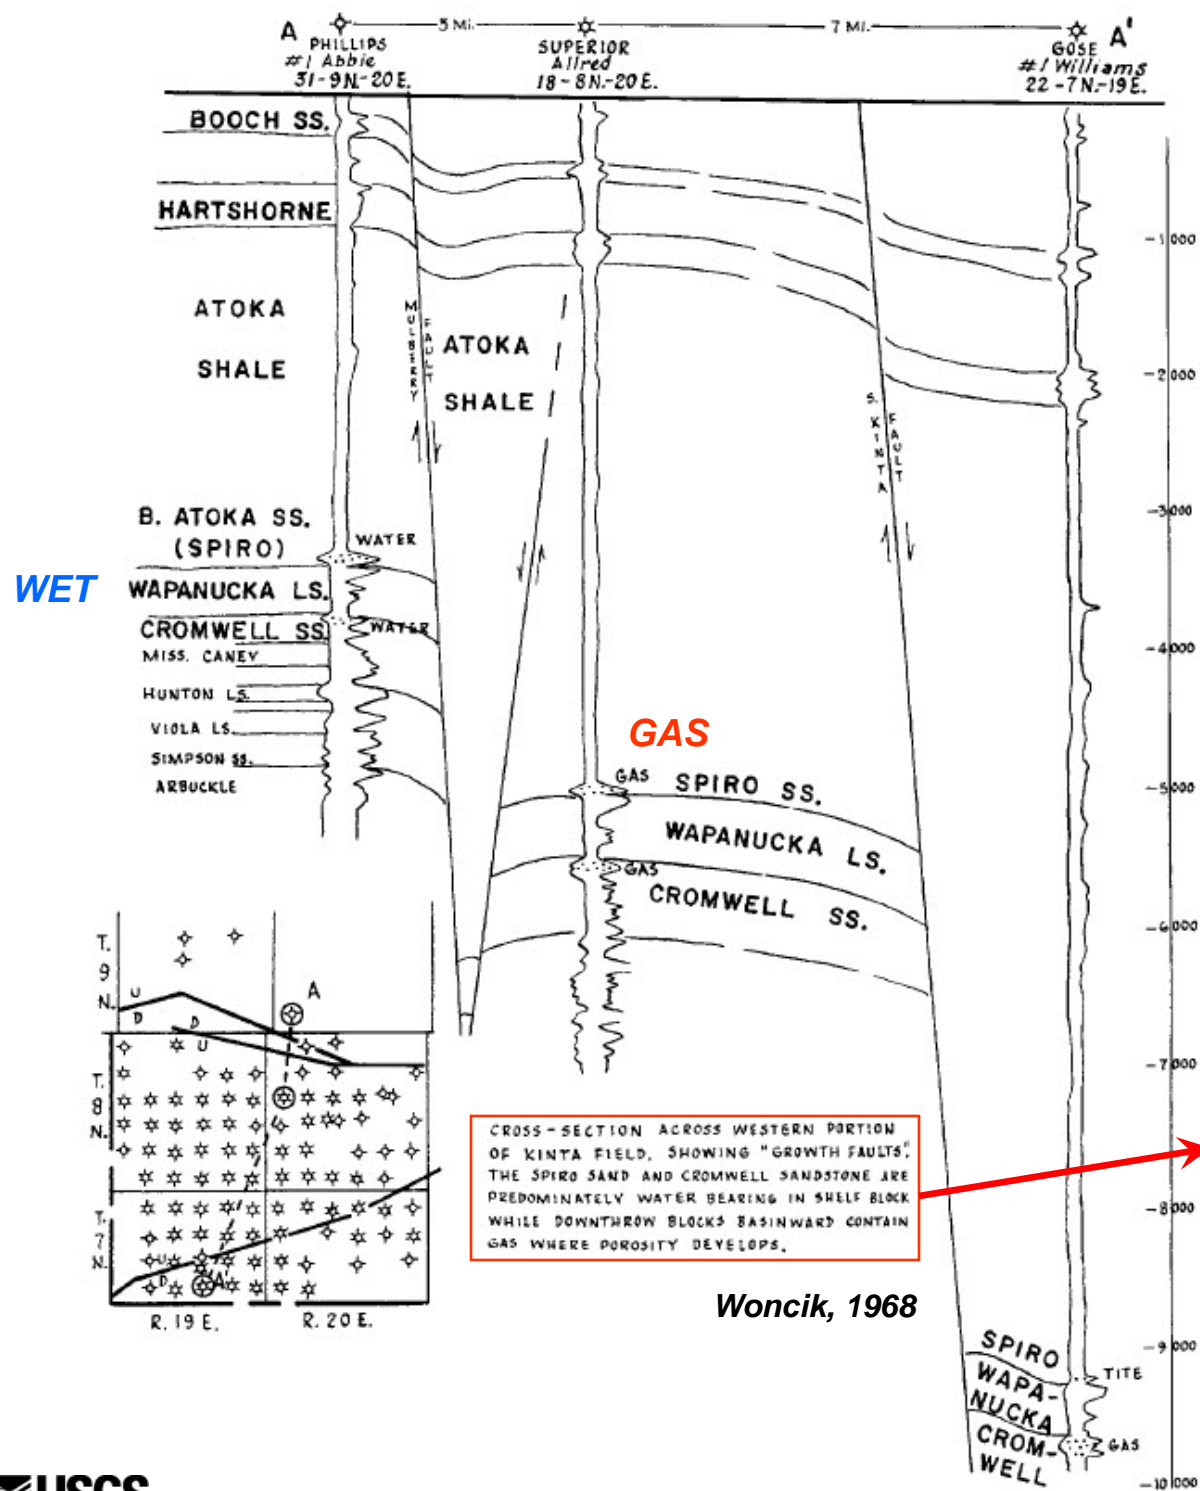 A
3 Mi.
7 MI.
A'
PHILLIPS
#1 Abbie
31-9N-20E.
SUPERIOR
Allred
18-8N-20E.
GOSE
#1 Williams
22-7N-19E.
BOOCH SS.
HARTSHORNE
-1000
ATOKA
SHALE
MULBERRY
FAULT
ATOKA
SHALE
-2000
S. KINTA
FAULT
-3000
B. ATOKA SS.
(SPIRO)
WATER
WET
WAPANUCKA LS.
CROMWELL SS.
WATER
MISS. CANEY
-4000
HUNTON LS.
VIOLA LS.
SIMPSON SS.
ARBUCKLE
GAS
GAS
SPIRO SS.
-5000
WAPANUCKA LS.
GAS
CROMWELL SS.
-6000
T.
9
N.
U
D
A
D
U
-7000
T.
8
N.
T.
7
N.
U
D
A'
R. 19 E.
R. 20 E.
CROSS-SECTION ACROSS WESTERN PORTION
OF KINTA FIELD, SHOWING "GROWTH FAULTS".
THE SPIRO SAND AND CROMWELL SANDSTONE ARE
PREDOMINATELY WATER BEARING IN SHELF BLOCK
WHILE DOWNTHROW BLOCKS BASINWARD CONTAIN
GAS WHERE POROSITY DEVELOPS.
-8000
Woncik, 1968
SPIRO
-9000
TITE
WAPA-
NUCKA
CROM-
WELL
GAS
-10000
USGS